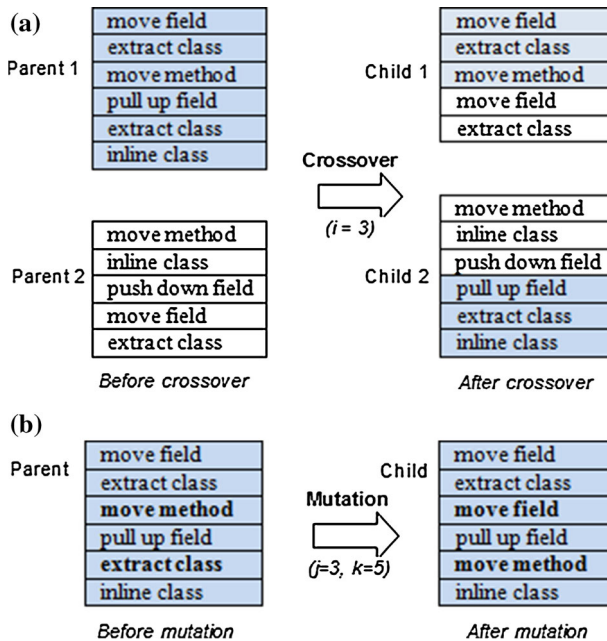 (a)
Parent 1
move field
extract class
move method
pull up field
extract class
inline class
Parent 2
move method
inline class
push down field
move field
extract class
Before crossover
Crossover
(i = 3)
Child 1
move field
extract class
move method
move field
extract class
Child 2
move method
inline class
push down field
pull up field
extract class
inline class
After crossover
(b)
Parent
move field
extract class
move method
pull up field
extract class
inline class
Before mutation
Mutation
(j=3, k=5)
Child
move field
extract class
move field
pull up field
move method
inline class
After mutation